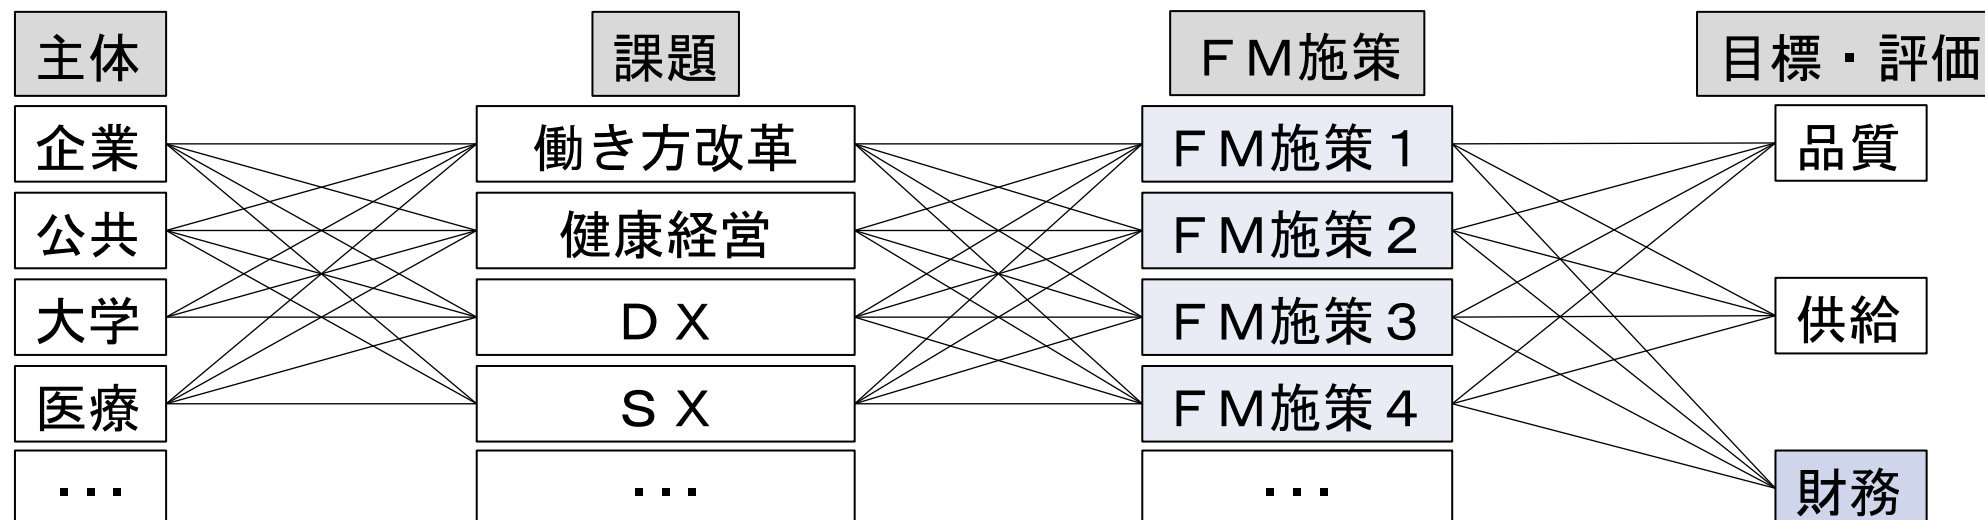 主体
課題
ＦＭ施策
目標・評価
企業
働き方改革
ＦＭ施策１
品質
公共
健康経営
ＦＭ施策２
大学
ＤＸ
ＦＭ施策３
供給
医療
ＳＸ
ＦＭ施策４
・・・
・・・
・・・
財務